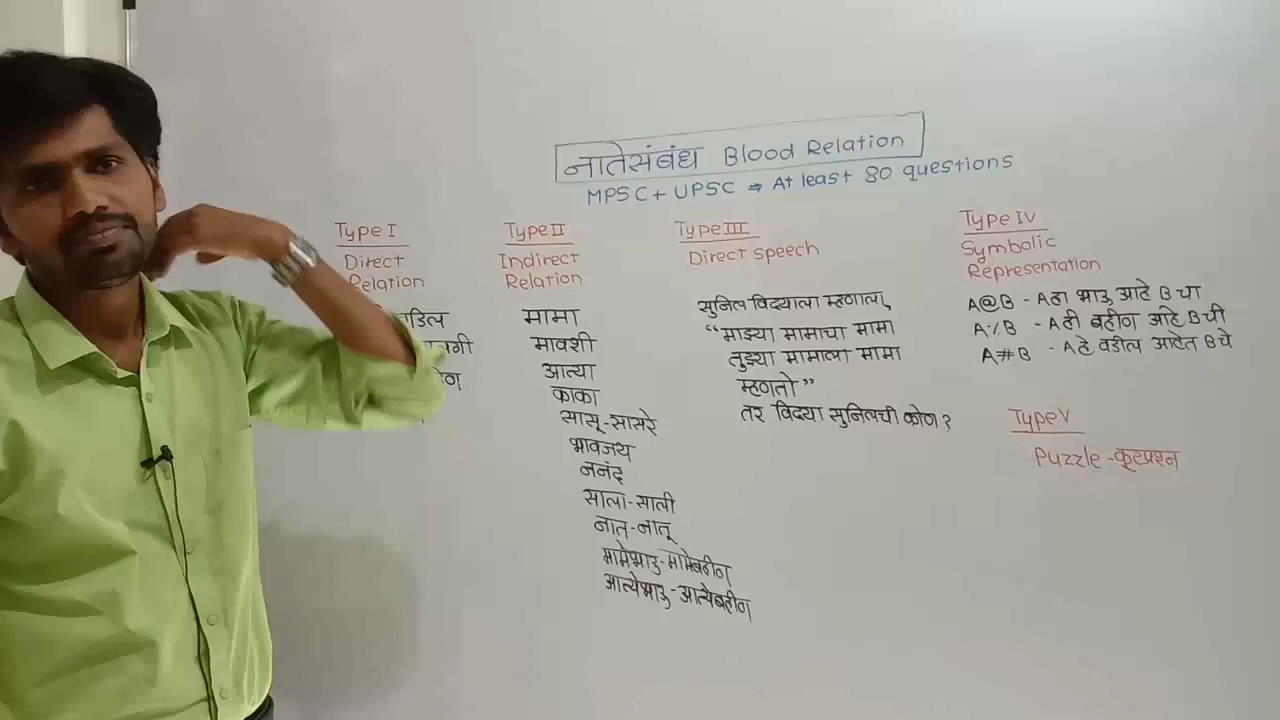 नातेसंबंध Blood Relation
MPSC + UPSC ⇒ At least 80 questions
Type I
Direct
Relation
Type II
Indirect
Relation
मामा
मावशी
आत्या
काका
सासू-सासरे
भावजय
ननंद
साला-साली
नात-नातू
मामेभाऊ-मामेबहीण
आत्येभाऊ-आत्येबहीण
Type III
Direct Speech
सुनिल विद्याला म्हणाला,
“माझ्या मामाचा मामा
तुझ्या मामाला मामा
म्हणतो”
तर विद्या सुनिलची कोण?
Type IV
Symbolic
Representation
A@B - A हा भाऊ आहे B चा
A%B - A ही बहीण आहे B ची
A#B - A हे वडील आहेत B चे
Type V
Puzzle - कूटप्रश्न